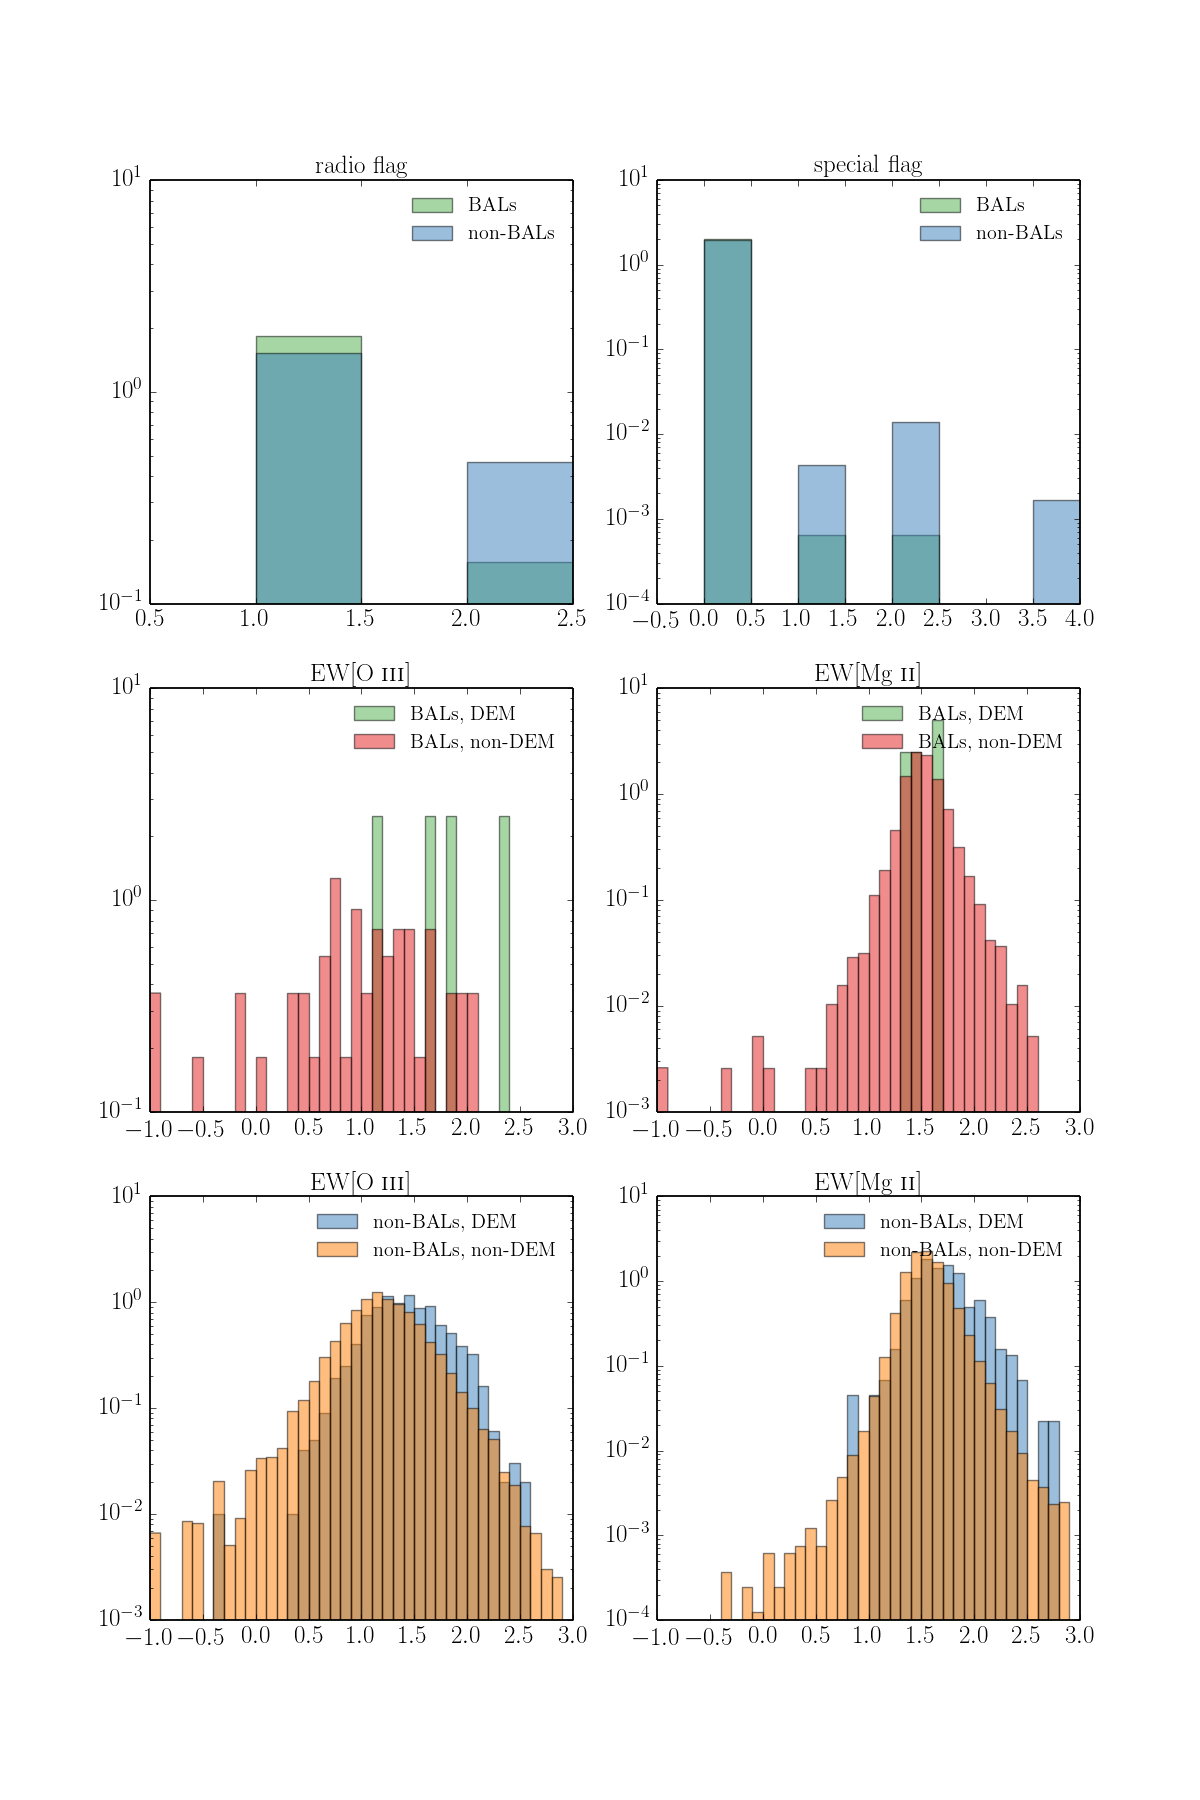 radio flag
10^1
10^0
10^−1
0.5 1.0 1.5 2.0 2.5
BALs
non-BALs
special flag
10^1
10^0
10^−1
10^−2
10^−3
10^−4
−0.5 0.0 0.5 1.0 1.5 2.0 2.5 3.0 3.5 4.0
BALs
non-BALs
EW[O III]
10^1
10^0
10^−1
−1.0 −0.5 0.0 0.5 1.0 1.5 2.0 2.5 3.0
BALs, DEM
BALs, non-DEM
EW[Mg II]
10^1
10^0
10^−1
10^−2
10^−3
−1.0 −0.5 0.0 0.5 1.0 1.5 2.0 2.5 3.0
BALs, DEM
BALs, non-DEM
EW[O III]
10^1
10^0
10^−1
10^−2
10^−3
−1.0 −0.5 0.0 0.5 1.0 1.5 2.0 2.5 3.0
non-BALs, DEM
non-BALs, non-DEM
EW[Mg II]
10^1
10^0
10^−1
10^−2
10^−3
10^−4
−1.0 −0.5 0.0 0.5 1.0 1.5 2.0 2.5 3.0
non-BALs, DEM
non-BALs, non-DEM